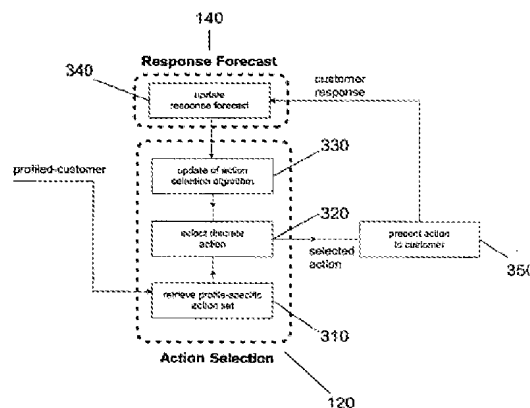 140
Response Forecast
340
update
response forecast
customer
response
profiled-customer
update of action
selection algorithm
330
select discrete
action
320
selected
action
present action
to customer
350
retrieve profile-specific
action set
310
Action Selection
120